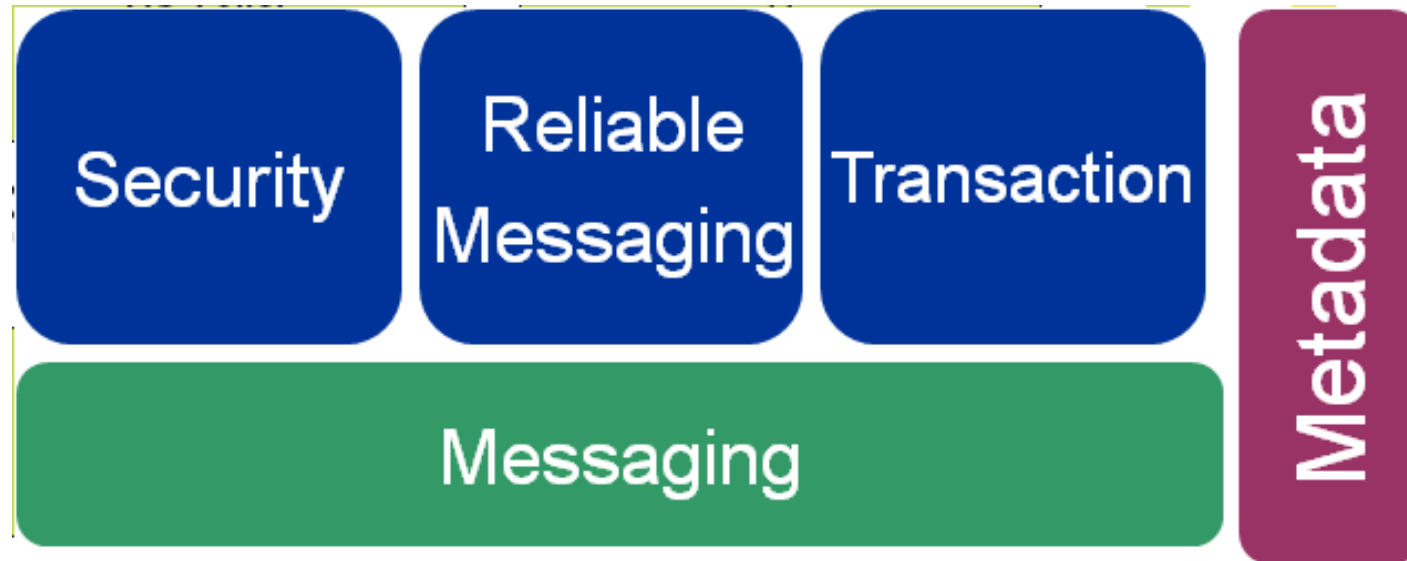 Security
Reliable
Messaging
Transaction
Messaging
Metadata